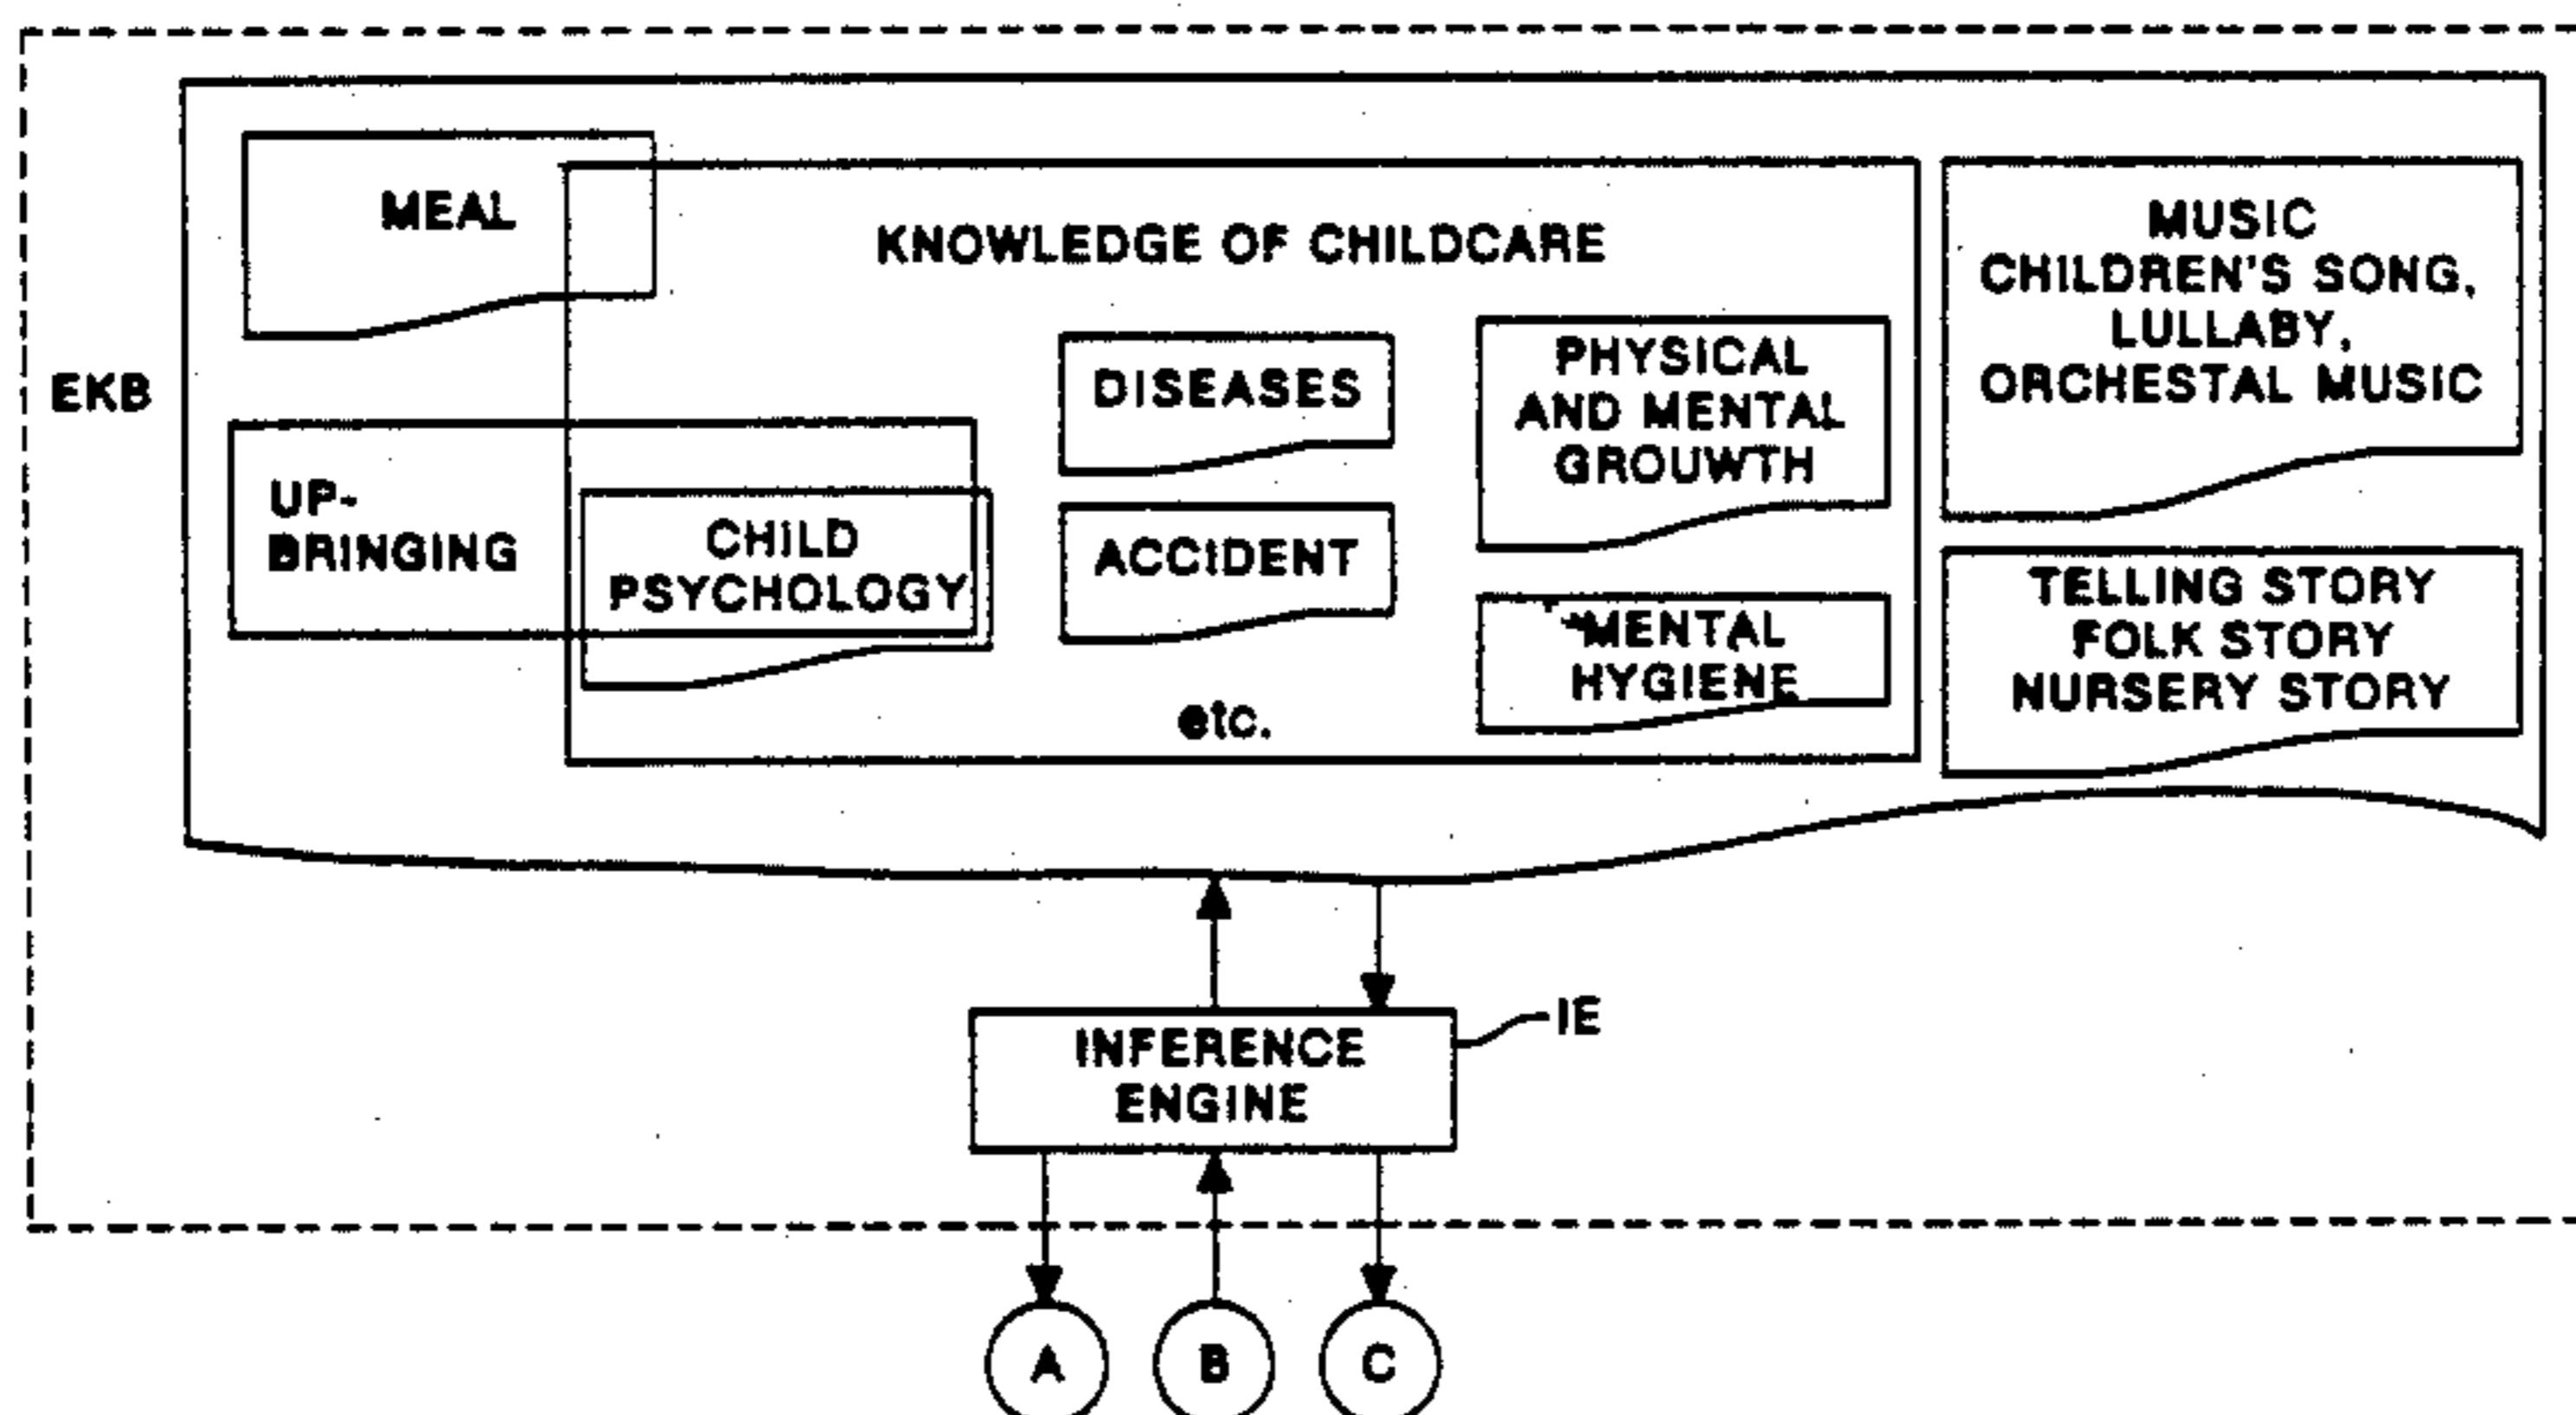 MEAL
KNOWLEDGE OF CHILDCARE
MUSIC
CHILDREN'S SONG,
LULLABY,
ORCHESTAL MUSIC
EKB
DISEASES
PHYSICAL
AND MENTAL
GROUWTH
UP-
BRINGING
CHILD
PSYCHOLOGY
ACCIDENT
MENTAL
HYGIENE
TELLING STORY
FOLK STORY
NURSERY STORY
etc.
INFERENCE
ENGINE
IE
A
B
C